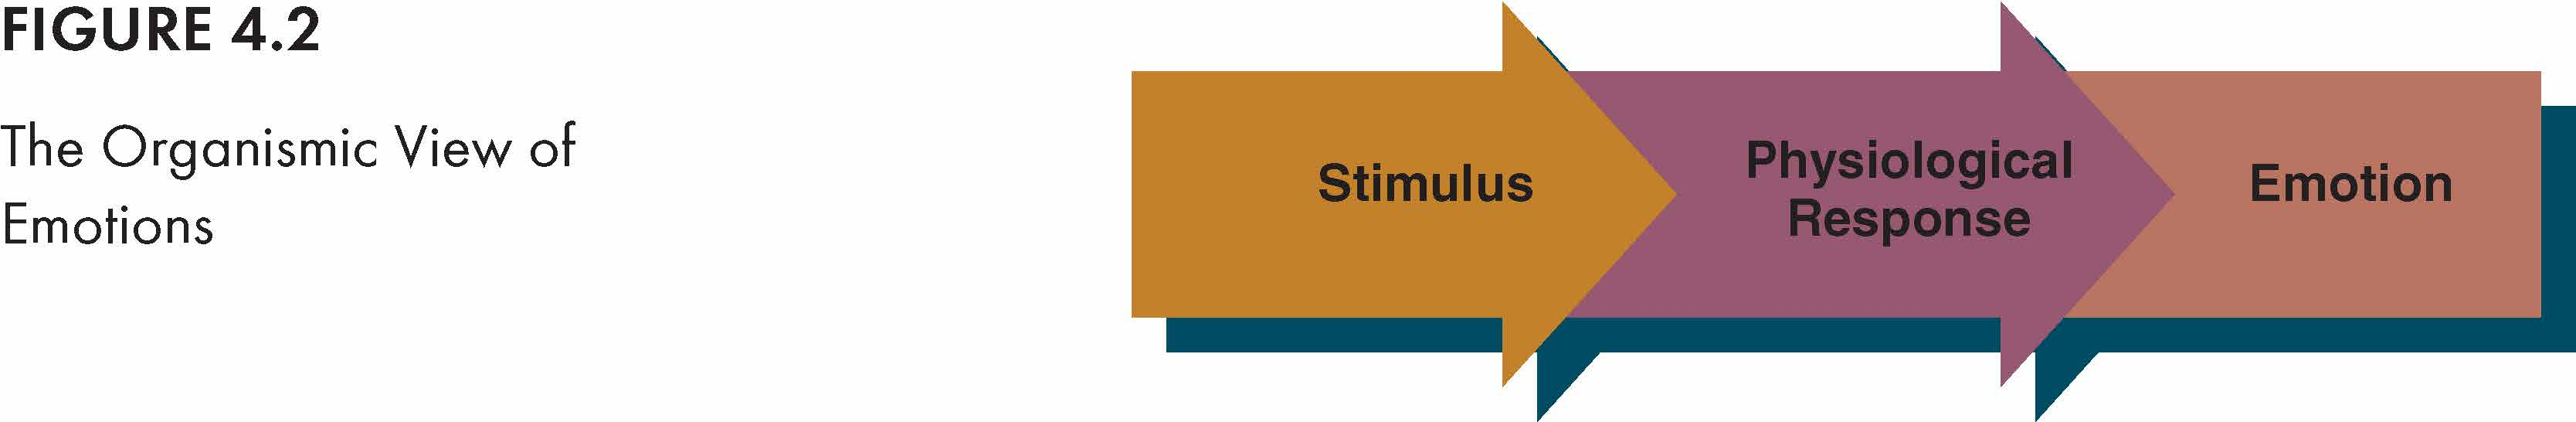 FIGURE 4.2
The Organismic View of
Emotions
Stimulus
Physiological
Response
Emotion